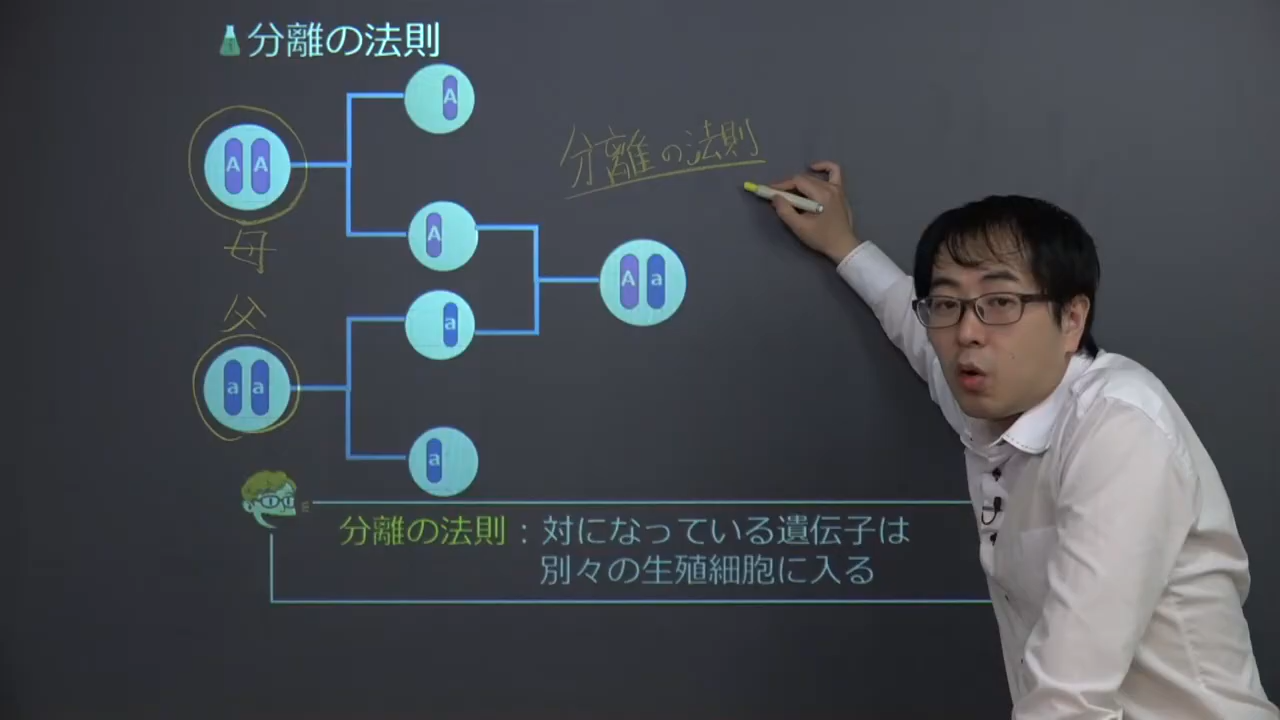 分離の法則
A
A A
分離の法則
A
母
A a
父
a
a a
a
分離の法則：対になっている遺伝子は
別々の生殖細胞に入る